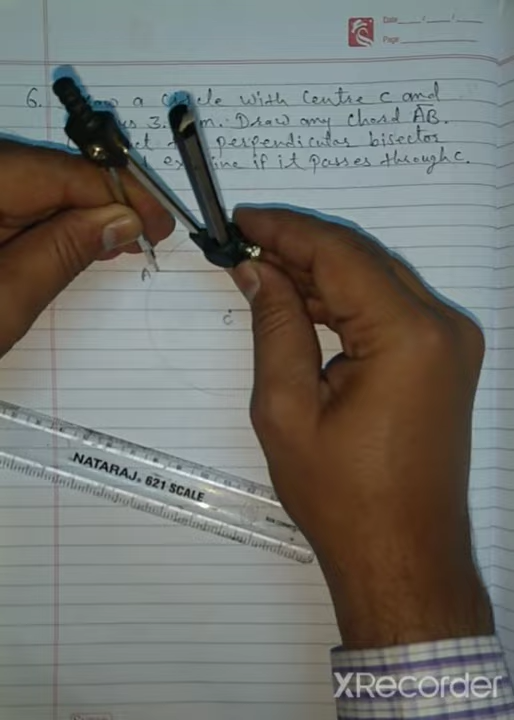 Date / /
Page
6. a with Centre C and
3. m. Draw any chord AB.
perpendicular bisector
examine if it passes through C.
A
C
NATARAJ 621 SCALE
XRecorder